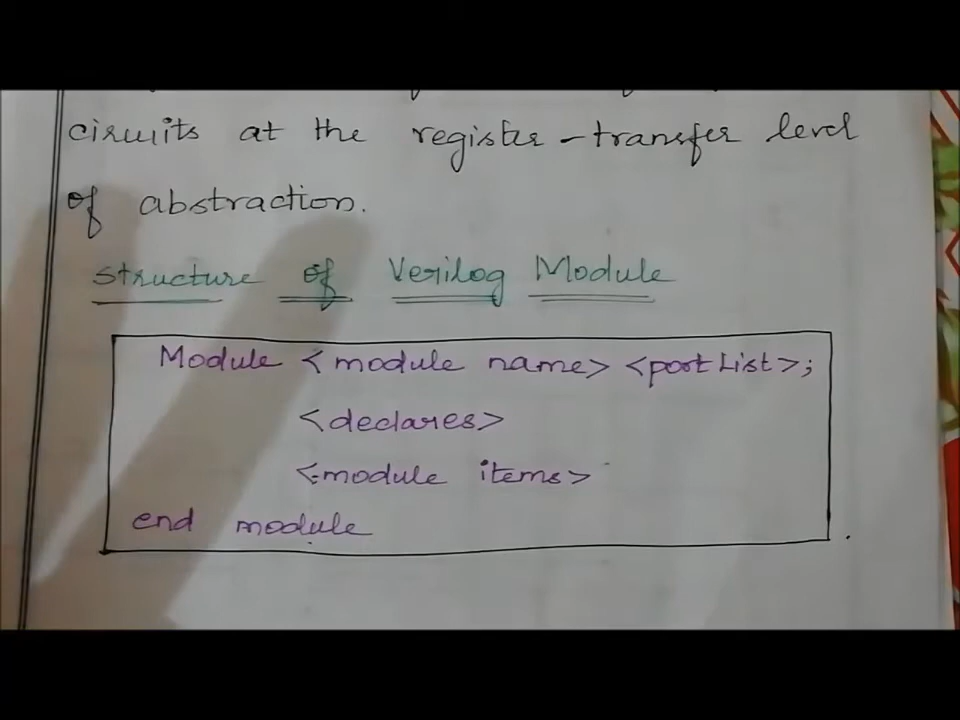 circuits at the register-transfer level
of abstraction.
Structure of Verilog Module
Module <module name> <port List>;
<declares>
<module items>
end module